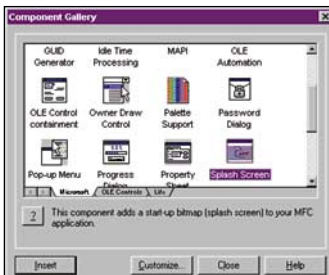 Component Gallery
GUID Generator
Idle Time Processing
MAPI
OLE Automation
OLE Control containment
Owner Draw Control
Palette Support
Password Dialog
Pop-up Menu
Progress Dialog
Property Sheet
Splash Screen
Microsoft
OLE Controls
Life
? This component adds a start-up bitmap (splash screen) to your MFC
application.
Insert
Customize...
Close
Help